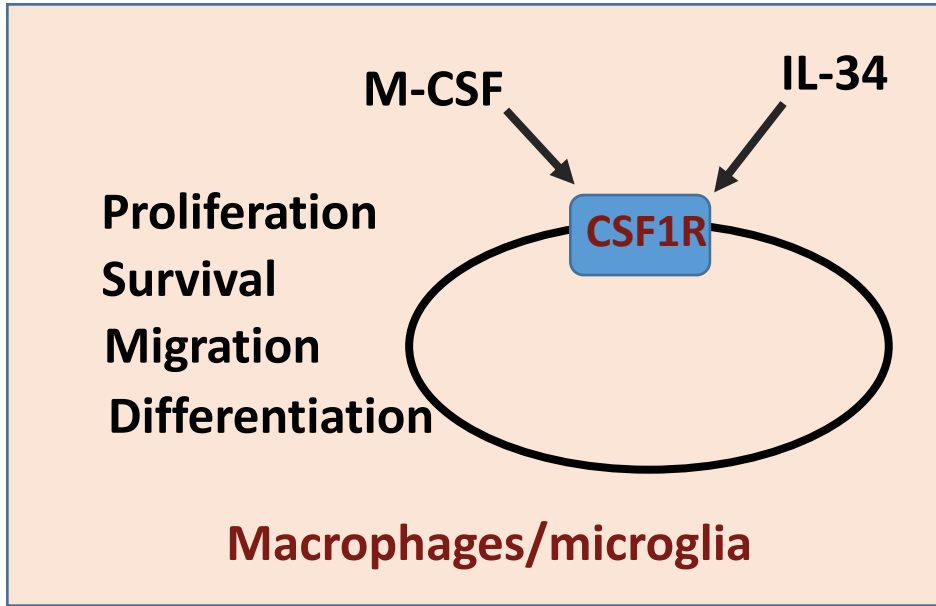 M-CSF
IL-34
CSF1R
Proliferation
Survival
Migration
Differentiation
Macrophages/microglia